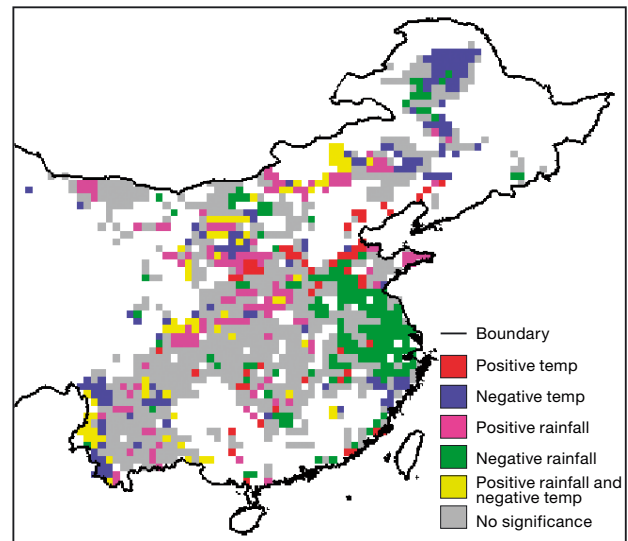 Boundary
Positive temp
Negative temp
Positive rainfall
Negative rainfall
Positive rainfall and
negative temp
No significance